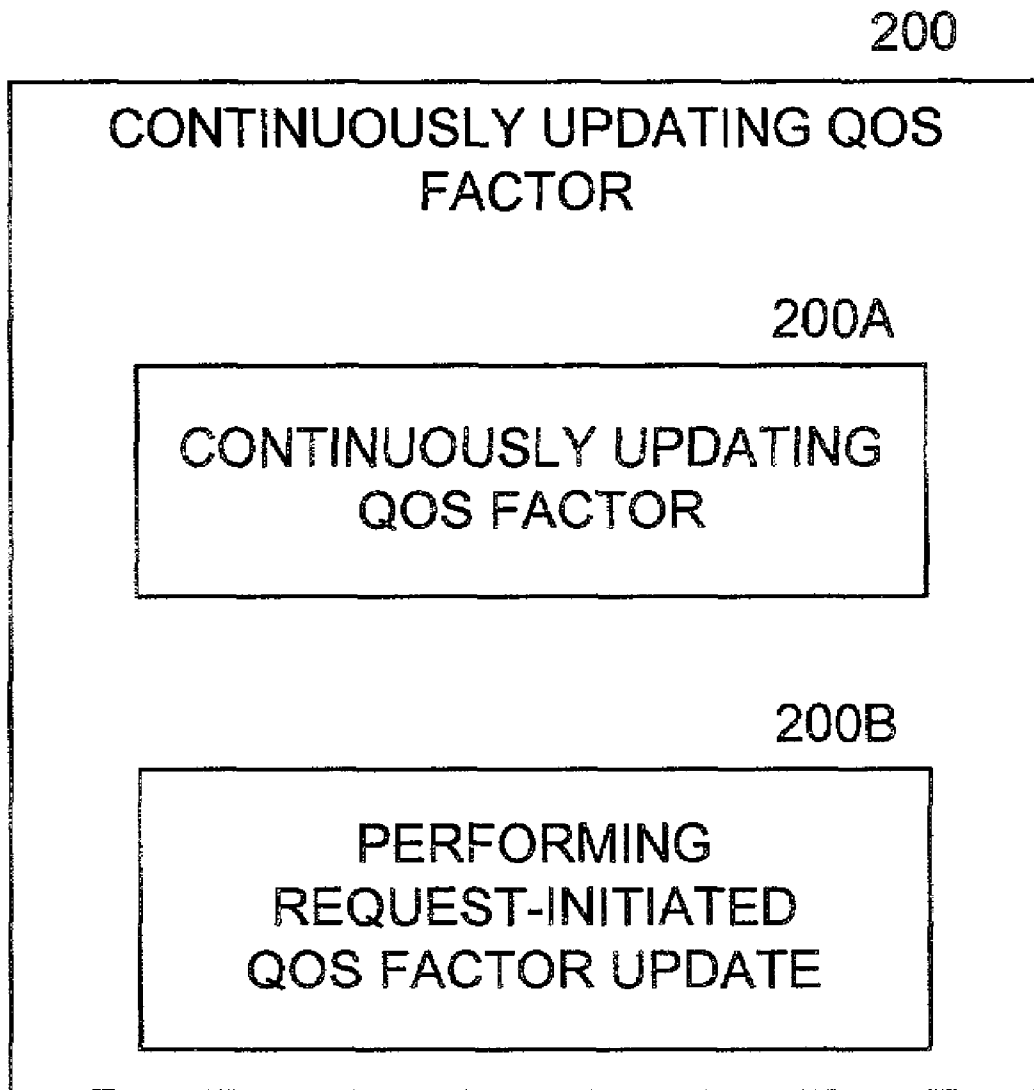 200
CONTINUOUSLY UPDATING QOS
FACTOR
200A
CONTINUOUSLY UPDATING
QOS FACTOR
200B
PERFORMING
REQUEST-INITIATED
QOS FACTOR UPDATE